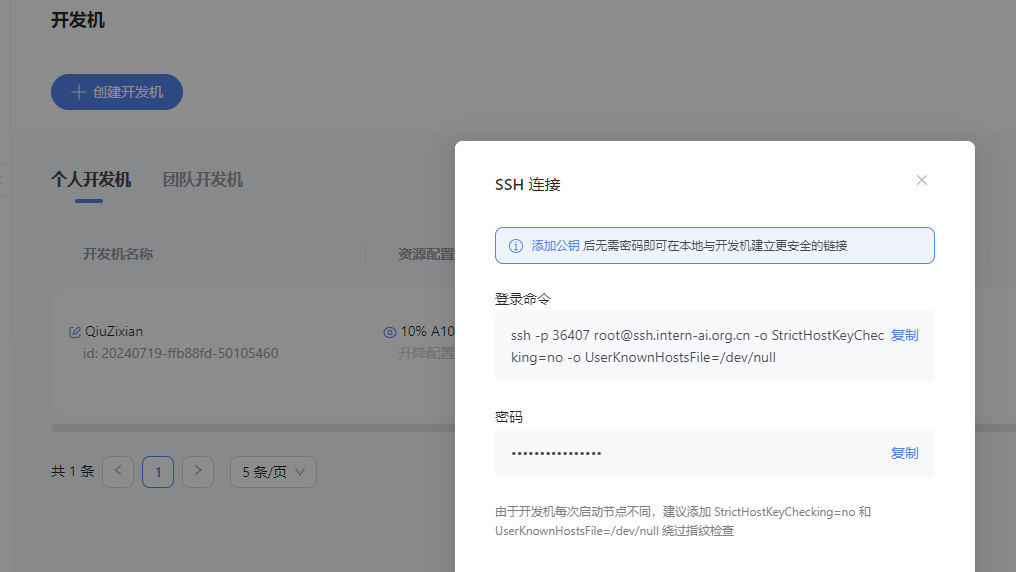 开发机
创建开发机
个人开发机 团队开发机
开发机名称 资源配置
QiuZixian 10% A10
id: 20240719-ffb88fd-50105460 升降配置
共 1 条 < 1 > 5 条/页
SSH 连接
添加公钥 后无需密码即可在本地与开发机建立更安全的链接
登录命令
ssh -p 36407 root@ssh.intern-ai.org.cn -o StrictHostKeyChec 复制
king=no -o UserKnownHostsFile=/dev/null
密码
•••••••••••••••• 复制
由于开发机每次启动节点不同，建议添加 StrictHostKeyChecking=no 和
UserKnownHostsFile=/dev/null 绕过指纹检查